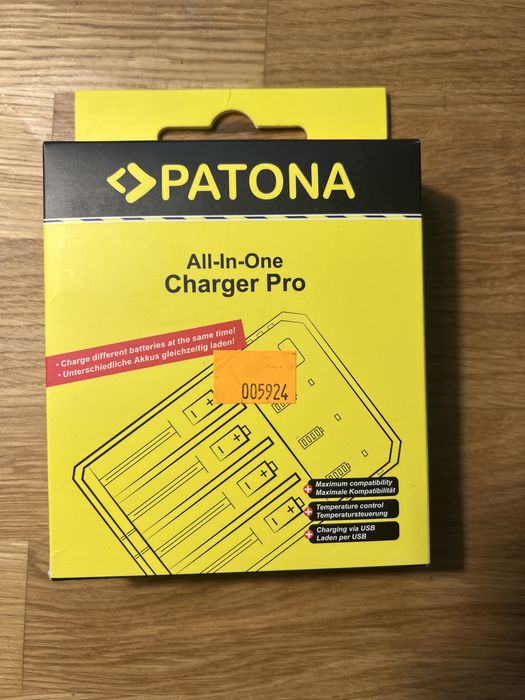 PATONA
All-In-One
Charger Pro
• Charge different batteries at the same time!
• Unterschiedliche Akkus gleichzeitig laden!
005924
Maximum compatibility
Maximale Kompatibilität
Temperature control
Temperatursteuerung
Charging via USB
Laden per USB